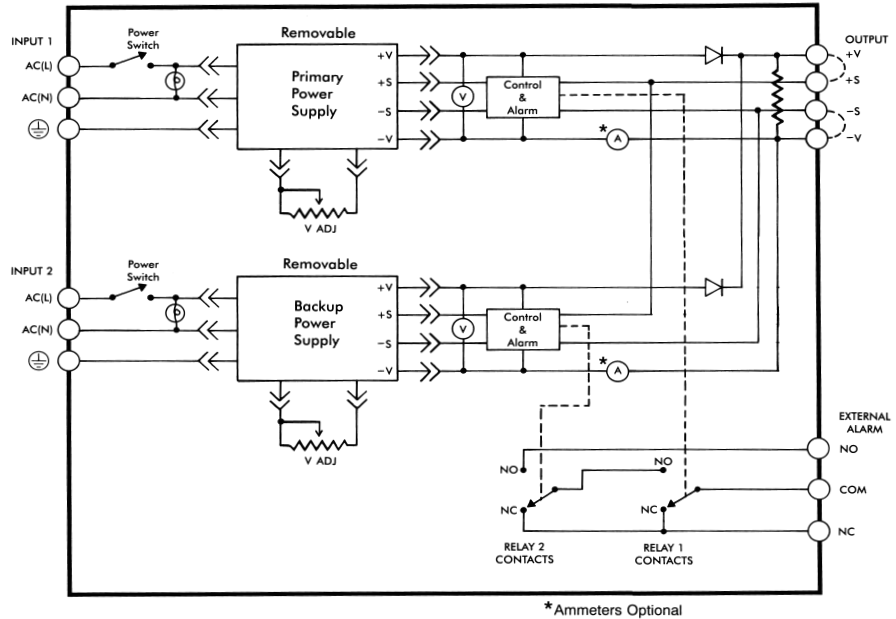 INPUT 1
Power
Switch
AC(L)
AC(N)
Removable
Primary
Power
Supply
+V
+S
−S
−V
V
Control
&
Alarm
*
A
V ADJ
OUTPUT
+V
+S
−S
−V
INPUT 2
Power
Switch
AC(L)
AC(N)
Removable
Backup
Power
Supply
+V
+S
−S
−V
V
Control
&
Alarm
*
A
V ADJ
EXTERNAL
ALARM
NO
COM
NC
NO
NC
RELAY 2
CONTACTS
NO
NC
RELAY 1
CONTACTS
*Ammeters Optional